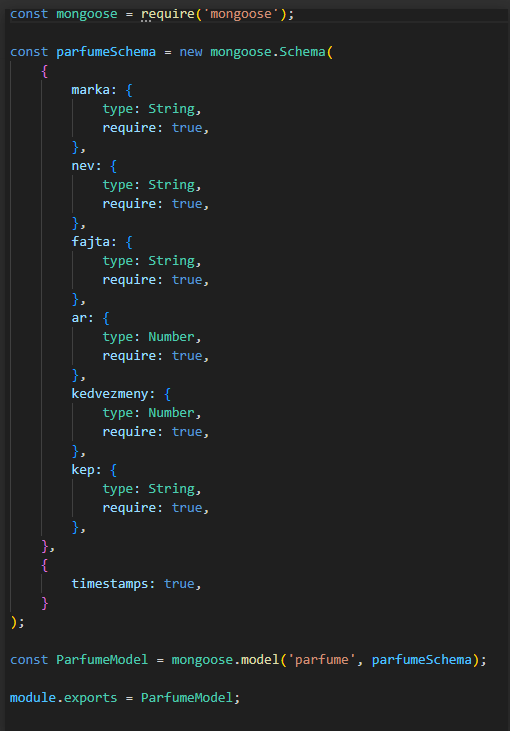 const mongoose = require('mongoose');
const parfumeSchema = new mongoose.Schema(
    {
        marka: {
            type: String,
            require: true,
        },
        nev: {
            type: String,
            require: true,
        },
        fajta: {
            type: String,
            require: true,
        },
        ar: {
            type: Number,
            require: true,
        },
        kedvezmeny: {
            type: Number,
            require: true,
        },
        kep: {
            type: String,
            require: true,
        },
    },
    {
        timestamps: true,
    }
);
const ParfumeModel = mongoose.model('parfume', parfumeSchema);
module.exports = ParfumeModel;